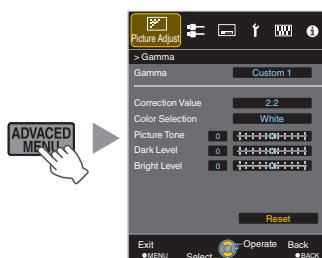 ADVACED
MENU
Picture Adjust
> Gamma
Gamma Custom 1
Correction Value 2.2
Color Selection White
Picture Tone 0
Dark Level 0
Bright Level 0
Reset
Exit Operate Back
MENU Select BACK